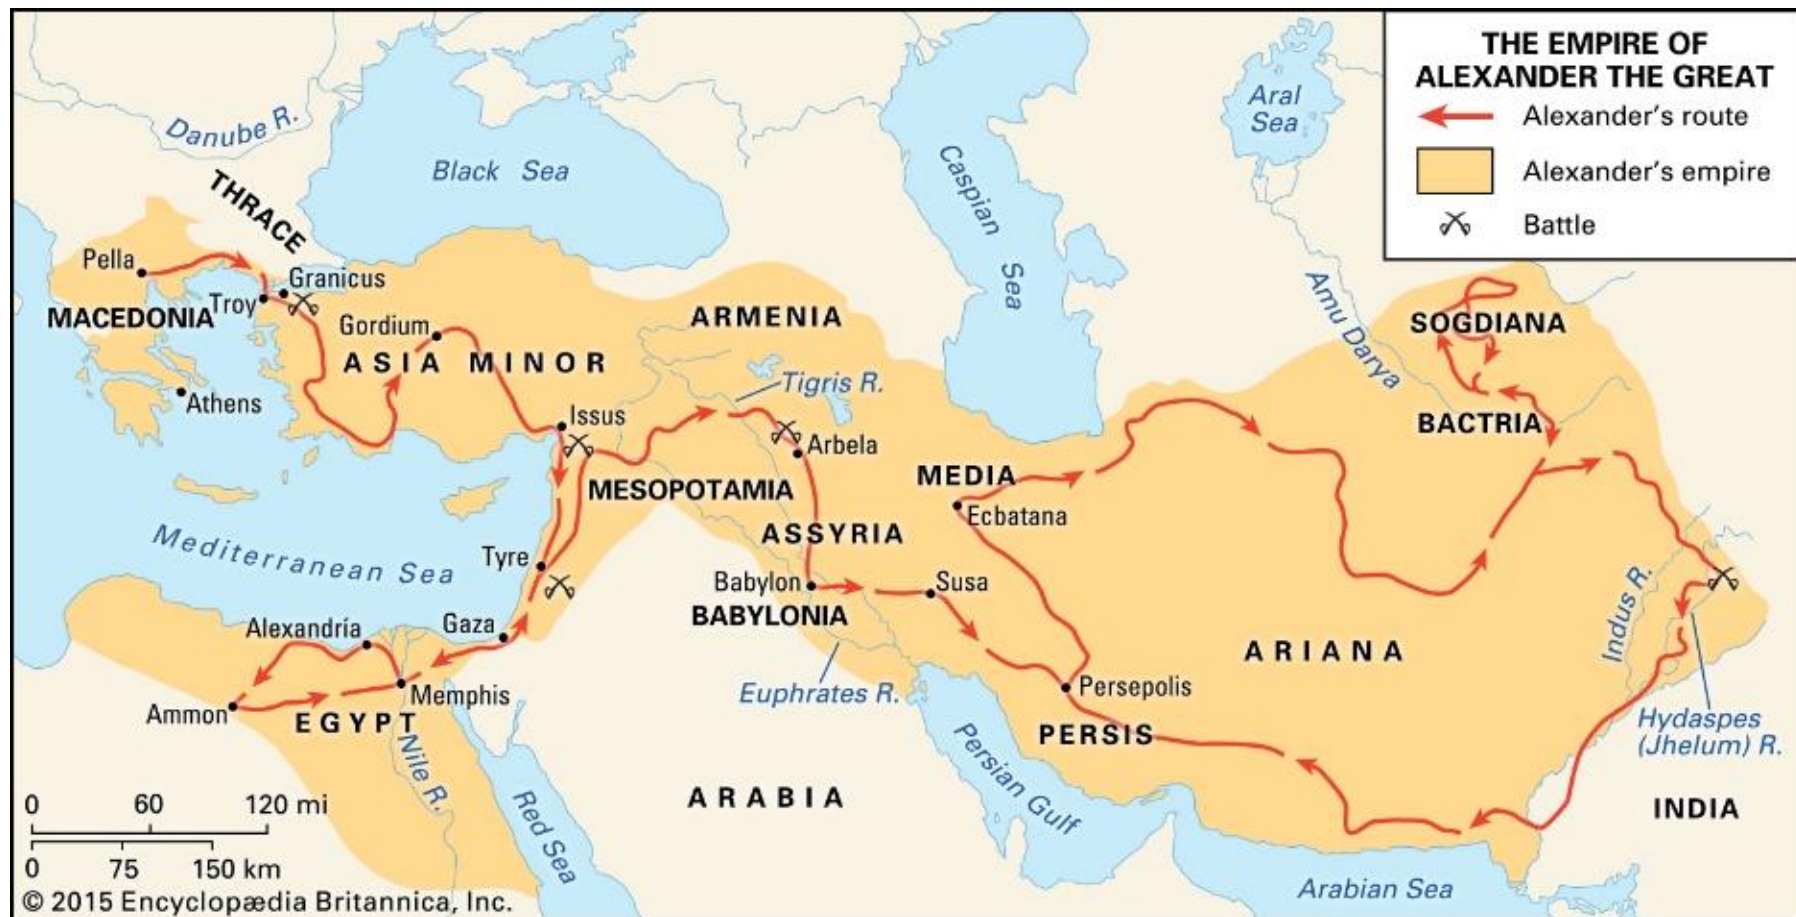 THE EMPIRE OF
ALEXANDER THE GREAT
Alexander's route
Alexander's empire
Battle
Aral
Sea
Danube R.
Black Sea
Caspian Sea
THRACE
Pella
Granicus
Troy
MACEDONIA
Gordium
ARMENIA
Amu Darya
SOGDIANA
ASIA MINOR
Tigris R.
Athens
Issus
BACTRIA
Arbela
MEDIA
MESOPOTAMIA
Ecbatana
ASSYRIA
Mediterranean Sea
Tyre
Babylon
Susa
BABYLONIA
Indus R.
Alexandria
Gaza
ARIANA
Memphis
Euphrates R.
Persepolis
Ammon
EGYPT
Nile R.
PERSIS
Hydaspes
(Jhelum) R.
Persian Gulf
ARABIA
INDIA
Red Sea
0 60 120 mi
0 75 150 km
Arabian Sea
© 2015 Encyclopædia Britannica, Inc.